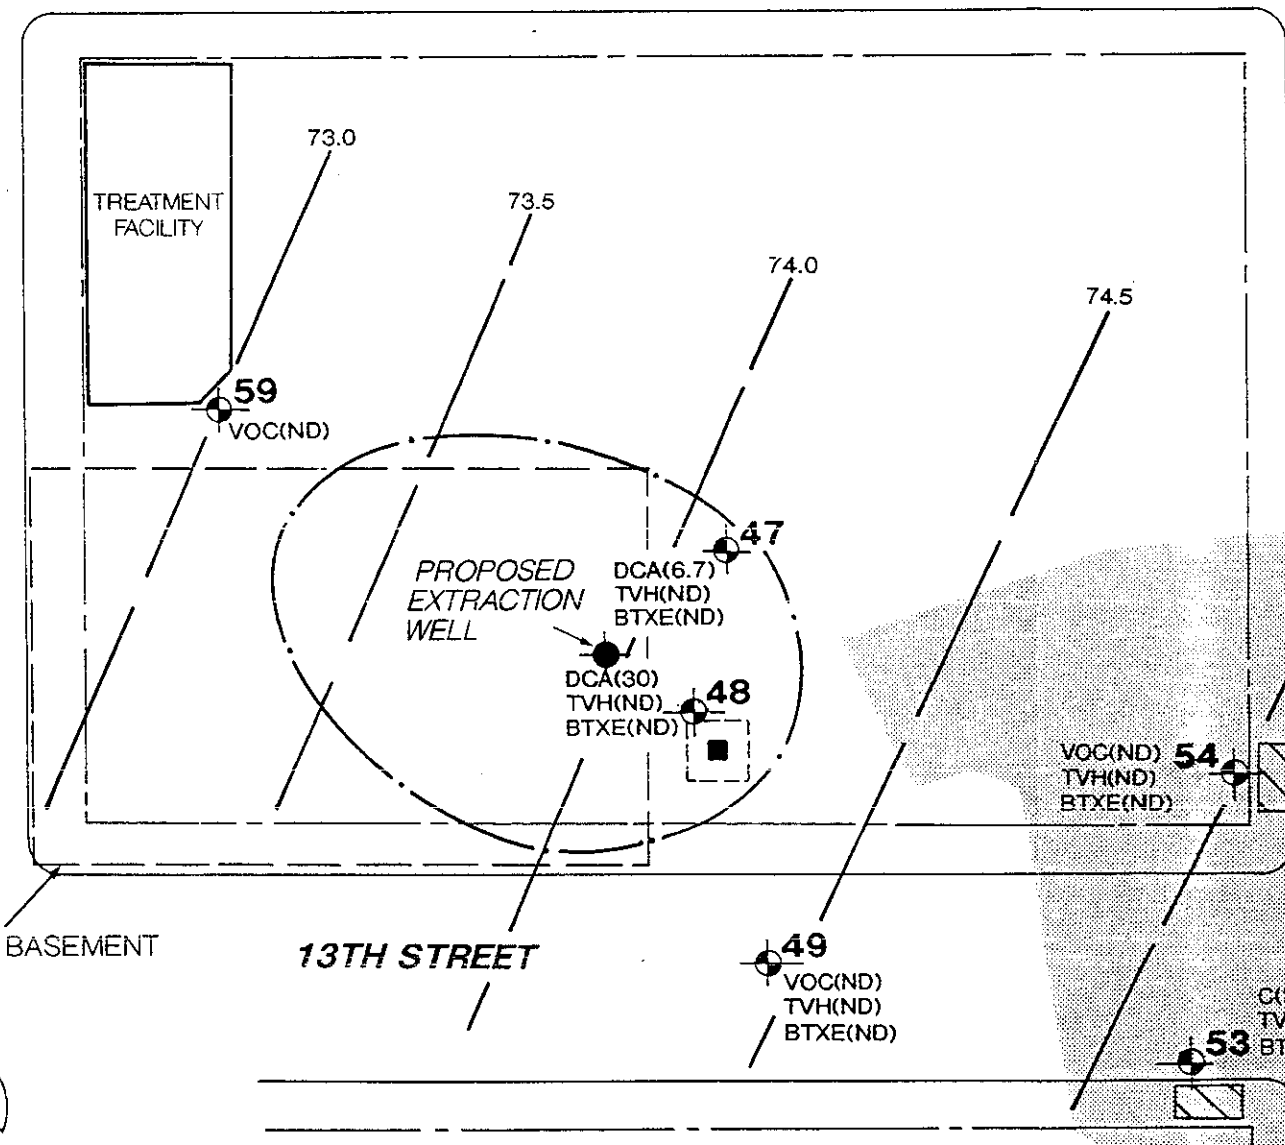 73.0
TREATMENT
FACILITY
73.5
74.0
74.5
59
VOC(ND)
47
PROPOSED
EXTRACTION
WELL
DCA(6.7)
TVH(ND)
BTXE(ND)
DCA(30)
TVH(ND)
BTXE(ND)
48
VOC(ND)
TVH(ND)
BTXE(ND)
54
BASEMENT
13TH STREET
49
VOC(ND)
TVH(ND)
BTXE(ND)
53